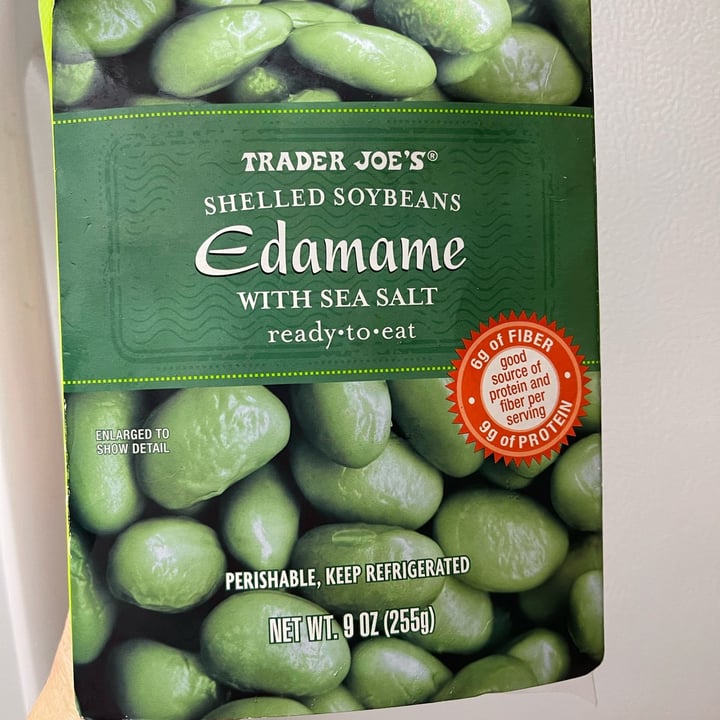 TRADER JOE'S®
SHELLED SOYBEANS
Edamame
WITH SEA SALT
ready•to•eat
6g of FIBER
good
source of
protein and
fiber per
serving
9g of PROTEIN
ENLARGED TO
SHOW DETAIL
PERISHABLE, KEEP REFRIGERATED
NET WT. 9 OZ (255g)